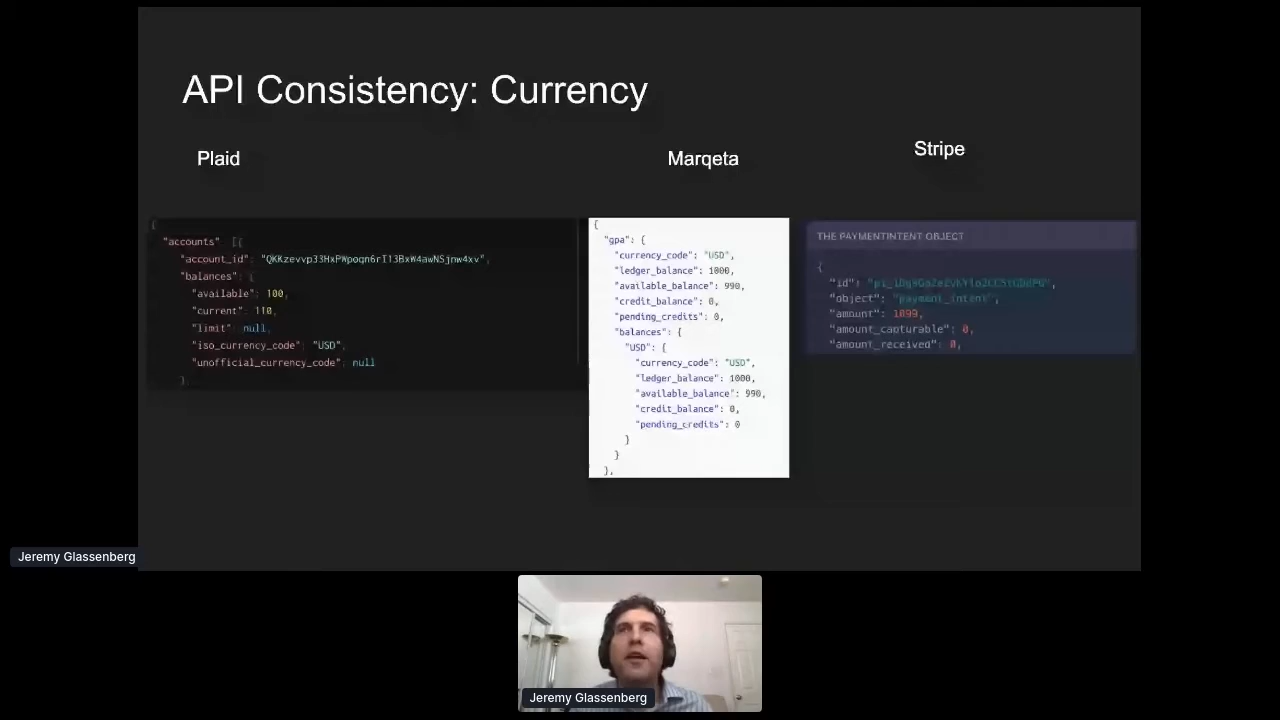 API Consistency: Currency
Plaid
Marqeta
Stripe
{
"accounts" [{
"account_id": "QKKzevvp33HxPWpoqn6rI13BxW4awNSjnw4xv",
"balances": {
"available": 100,
"current": 110,
"limit": null,
"iso_currency_code": "USD",
"unofficial_currency_code": null
}
{
"gpa": {
"currency_code": "USD",
"ledger_balance": 1000,
"available_balance": 990,
"credit_balance": 0,
"pending_credits": 0,
"balances": {
"USD": {
"currency_code": "USD",
"ledger_balance": 1000,
"available_balance": 990,
"credit_balance": 0,
"pending_credits": 0
}
}
},
THE PAYMENTINTENT OBJECT
{
"id":
"object": "payment_intent",
"amount": 1099,
"amount_capturable": 0,
"amount_received": 0,
Jeremy Glassenberg
Jeremy Glassenberg